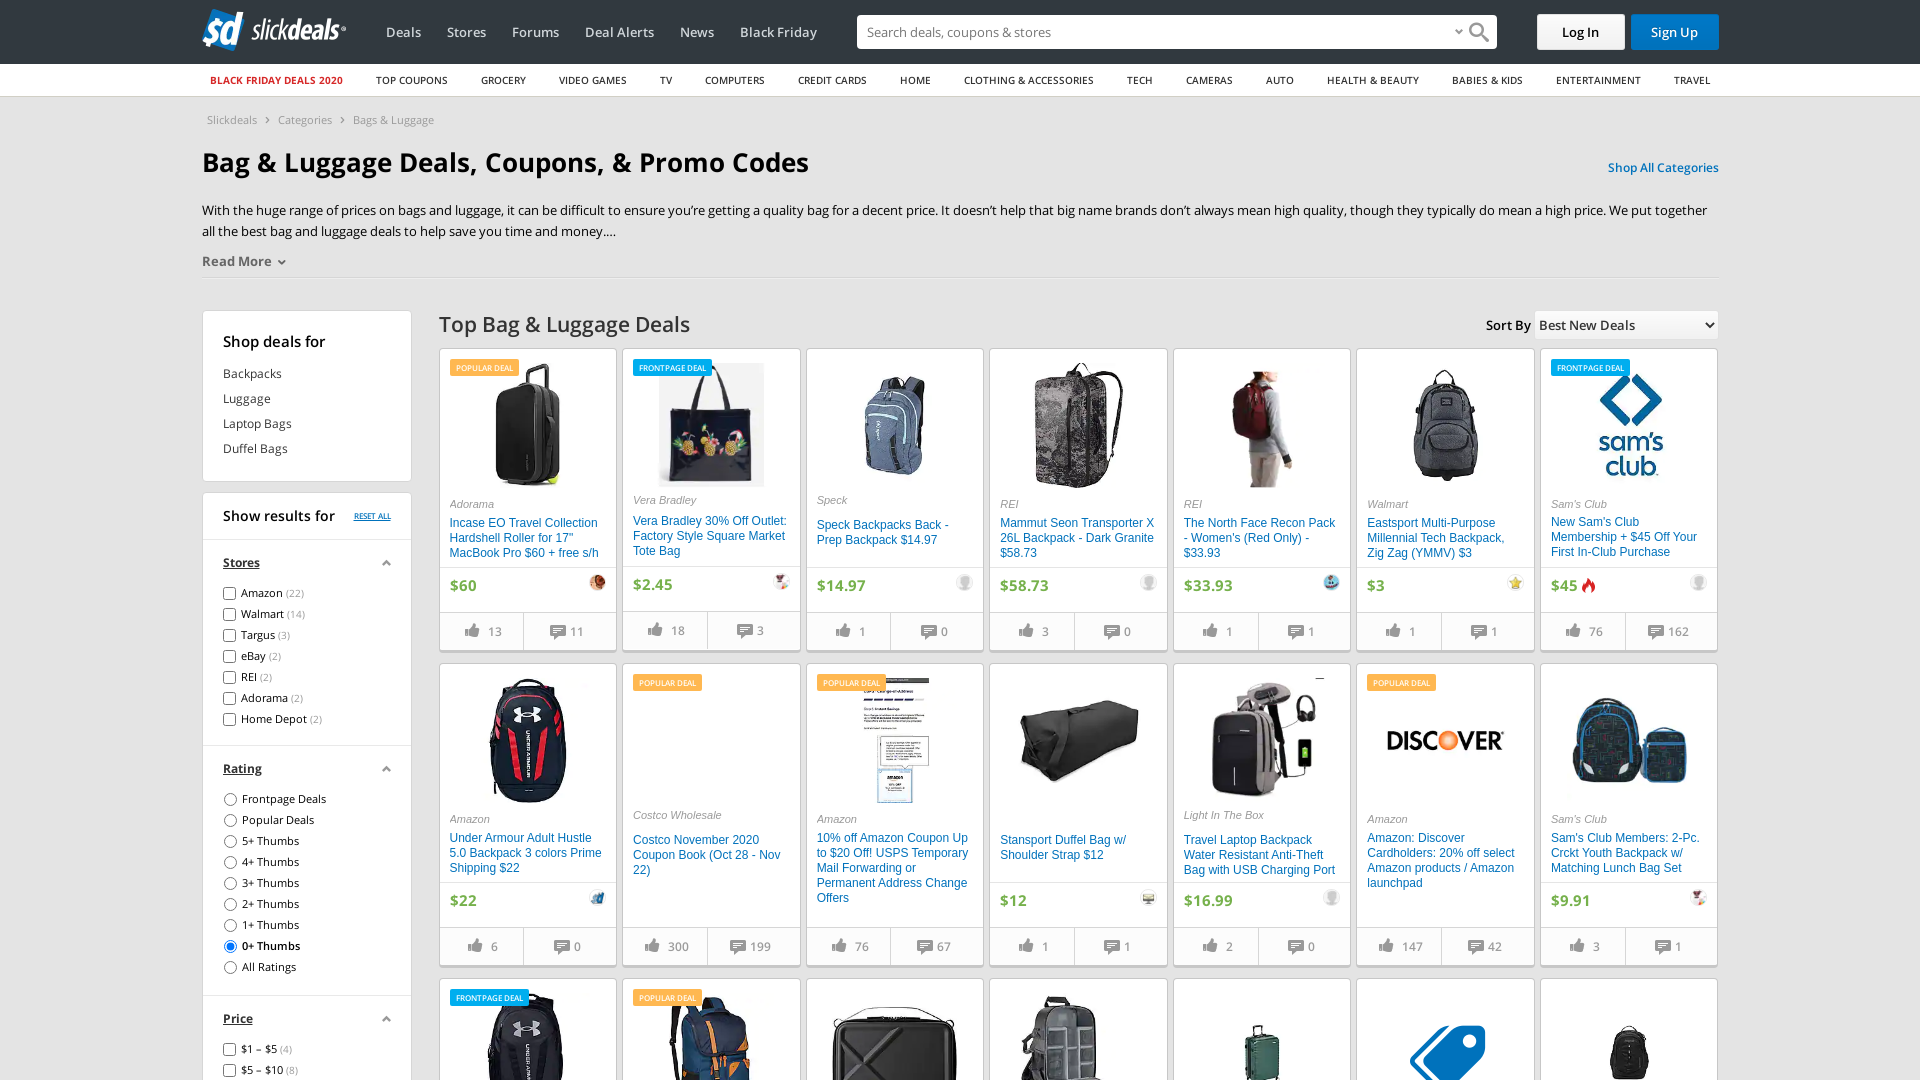 slickdeals
Deals
Stores
Forums
Deal Alerts
News
Black Friday
Search deals, coupons & stores
Log In
Sign Up
BLACK FRIDAY DEALS 2020
TOP COUPONS
GROCERY
VIDEO GAMES
TV
COMPUTERS
CREDIT CARDS
HOME
CLOTHING & ACCESSORIES
TECH
CAMERAS
AUTO
HEALTH & BEAUTY
BABIES & KIDS
ENTERTAINMENT
TRAVEL
Slickdeals > Categories > Bags & Luggage
Bag & Luggage Deals, Coupons, & Promo Codes
Shop All Categories
With the huge range of prices on bags and luggage, it can be difficult to ensure you’re getting a quality bag for a decent price. It doesn’t help that big name brands don’t always mean high quality, though they typically do mean a high price. We put together
all the best bag and luggage deals to help save you time and money....
Read More
Shop deals for
Backpacks
Luggage
Laptop Bags
Duffel Bags
Show results for
RESET ALL
Stores
Amazon (22)
Walmart (14)
Targus (3)
eBay (2)
REI (2)
Adorama (2)
Home Depot (2)
Rating
Frontpage Deals
Popular Deals
5+ Thumbs
4+ Thumbs
3+ Thumbs
2+ Thumbs
1+ Thumbs
0+ Thumbs
All Ratings
Price
$1 – $5 (4)
$5 – $10 (8)
Top Bag & Luggage Deals
Sort By
Best New Deals
POPULAR DEAL
Adorama
Incase EO Travel Collection
Hardshell Roller for 17"
MacBook Pro $60 + free s/h
$60
13
11
FRONTPAGE DEAL
Vera Bradley
Vera Bradley 30% Off Outlet:
Factory Style Square Market
Tote Bag
$2.45
18
3
Speck
Speck Backpacks Back -
Prep Backpack $14.97
$14.97
1
0
REI
Mammut Seon Transporter X
26L Backpack - Dark Granite
$58.73
$58.73
3
0
REI
The North Face Recon Pack
- Women's (Red Only) -
$33.93
$33.93
1
1
Walmart
Eastsport Multi-Purpose
Millennial Tech Backpack,
Zig Zag (YMMV) $3
$3
1
1
FRONTPAGE DEAL
sam's
club
Sam's Club
New Sam's Club
Membership + $45 Off Your
First In-Club Purchase
$45
76
162
UNDER ARMOUR
Amazon
Under Armour Adult Hustle
5.0 Backpack 3 colors Prime
Shipping $22
$22
6
0
POPULAR DEAL
Costco Wholesale
Costco November 2020
Coupon Book (Oct 28 - Nov
22)
300
199
POPULAR DEAL
Amazon
10% off Amazon Coupon Up
to $20 Off! USPS Temporary
Mail Forwarding or
Permanent Address Change
Offers
76
67
Stansport Duffel Bag w/
Shoulder Strap $12
$12
1
1
Light In The Box
Travel Laptop Backpack
Water Resistant Anti-Theft
Bag with USB Charging Port
$16.99
2
0
POPULAR DEAL
DISCOVER
Amazon
Amazon: Discover
Cardholders: 20% off select
Amazon products / Amazon
launchpad
147
42
Sam's Club
Sam's Club Members: 2-Pc.
Crckt Youth Backpack w/
Matching Lunch Bag Set
$9.91
3
1
FRONTPAGE DEAL
POPULAR DEAL